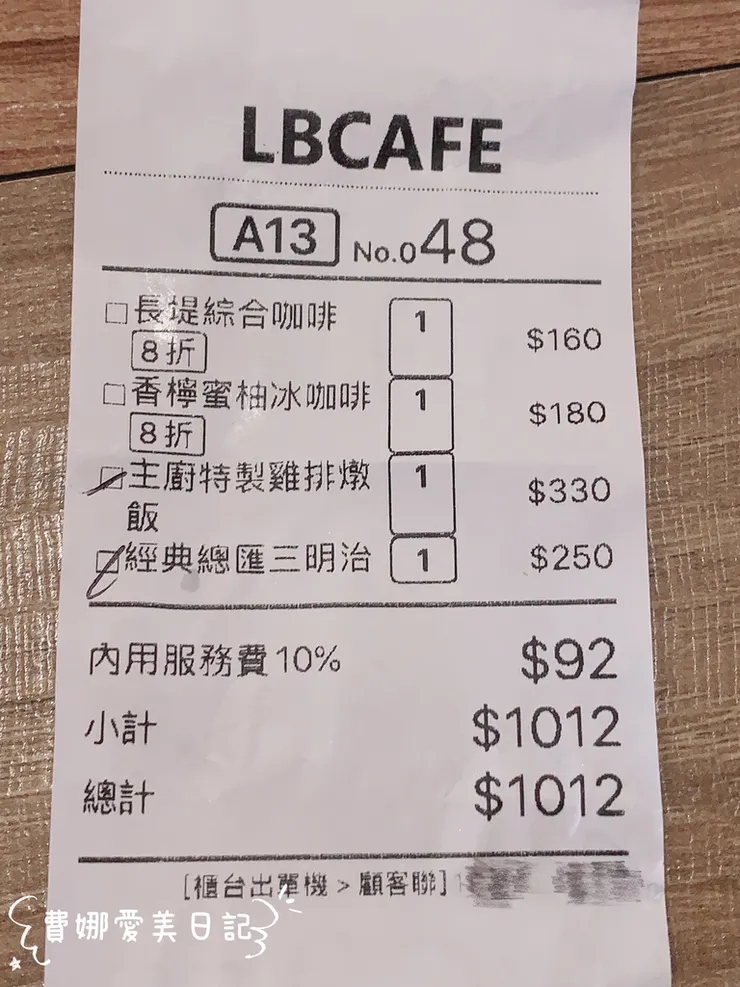 LBCAFE
A13 No.048
長堤綜合咖啡 1 $160
8折
香檸蜜柚冰咖啡 1 $180
8折
主廚特製雞排燉 1 $330
飯
經典總匯三明治 1 $250
內用服務費10% $92
小計 $1012
總計 $1012
[櫃台出單機 > 顧客聯]
費娜愛美日記